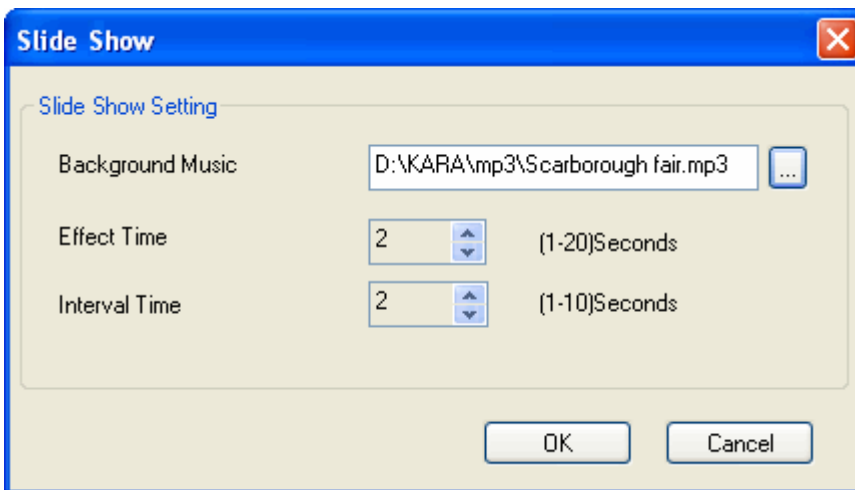 Slide Show
Slide Show Setting
Background Music D:\KARA\mp3\Scarborough fair.mp3 ...
Effect Time 2 (1-20)Seconds
Interval Time 2 (1-10)Seconds
OK Cancel